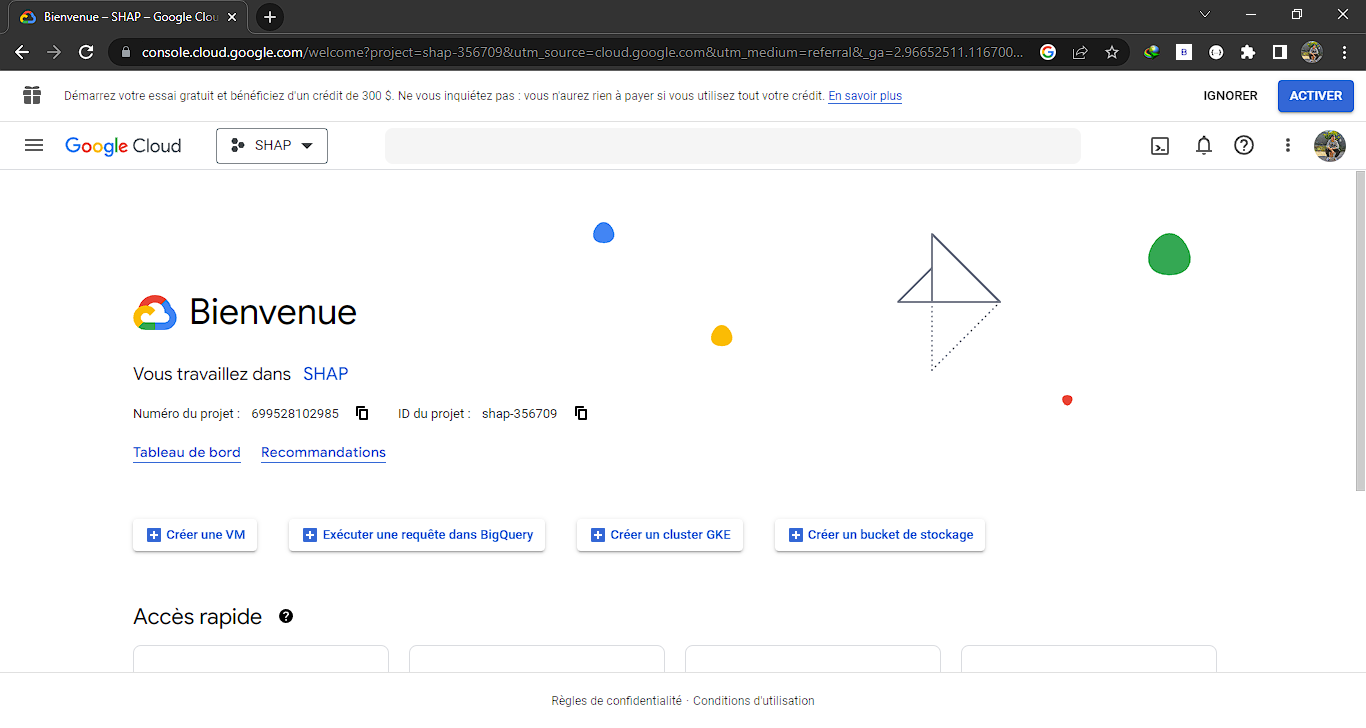 Bienvenue – SHAP – Google Clou
console.cloud.google.com/welcome?project=shap-356709&utm_source=cloud.google.com&utm_medium=referral&_ga=2.96652511.116700...
Démarrez votre essai gratuit et bénéficiez d'un crédit de 300 $. Ne vous inquiétez pas : vous n'aurez rien à payer si vous utilisez tout votre crédit. En savoir plus
IGNORER
ACTIVER
Google Cloud
SHAP
Bienvenue
Vous travaillez dans SHAP
Numéro du projet : 699528102985 ID du projet : shap-356709
Tableau de bord Recommandations
Créer une VM Exécuter une requête dans BigQuery Créer un cluster GKE Créer un bucket de stockage
Accès rapide
Règles de confidentialité · Conditions d'utilisation